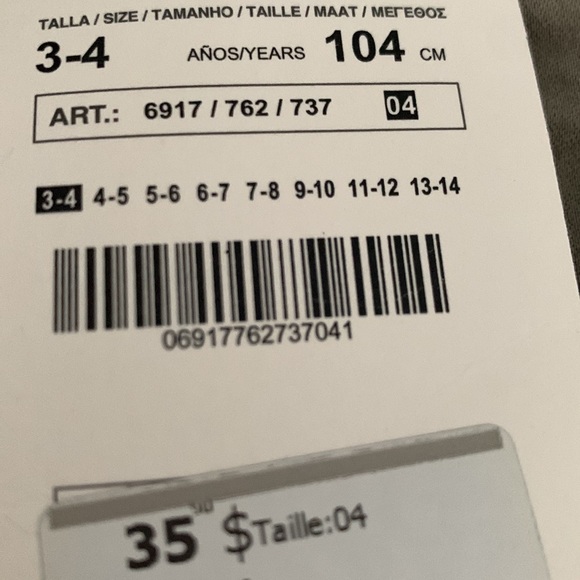 TALLA / SIZE / TAMANHO / TAILLE / MAAT / ΜΕΓΕΘΟΣ
3-4 AÑOS/YEARS 104 CM
ART.: 6917 / 762 / 737 04
3-4 4-5 5-6 6-7 7-8 9-10 11-12 13-14
06917762737041
35 $Taille:04